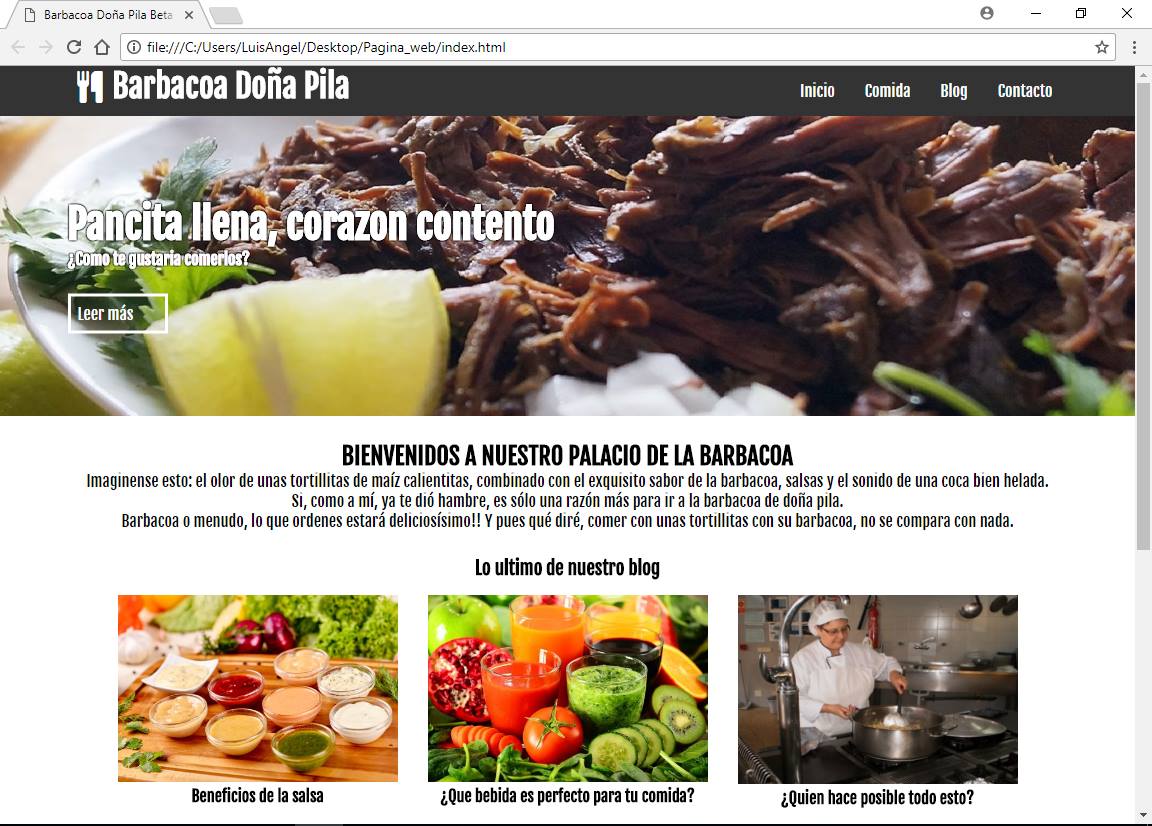 Barbacoa Doña Pila Beta
file:///C:/Users/LuisAngel/Desktop/Pagina_web/index.html
Barbacoa Doña Pila
Inicio Comida Blog Contacto
Pancita llena, corazon contento
¿Como te gustaria comerlos?
Leer más
BIENVENIDOS A NUESTRO PALACIO DE LA BARBACOA
Imaginense esto: el olor de unas tortillitas de maíz calientitas, combinado con el exquisito sabor de la barbacoa, salsas y el sonido de una coca bien helada.
Si, como a mí, ya te dió hambre, es sólo una razón más para ir a la barbacoa de doña pila.
Barbacoa o menudo, lo que ordenes estará deliciosísimo!! Y pues qué diré, comer con unas tortillitas con su barbacoa, no se compara con nada.
Lo ultimo de nuestro blog
Beneficios de la salsa
¿Que bebida es perfecto para tu comida?
¿Quien hace posible todo esto?